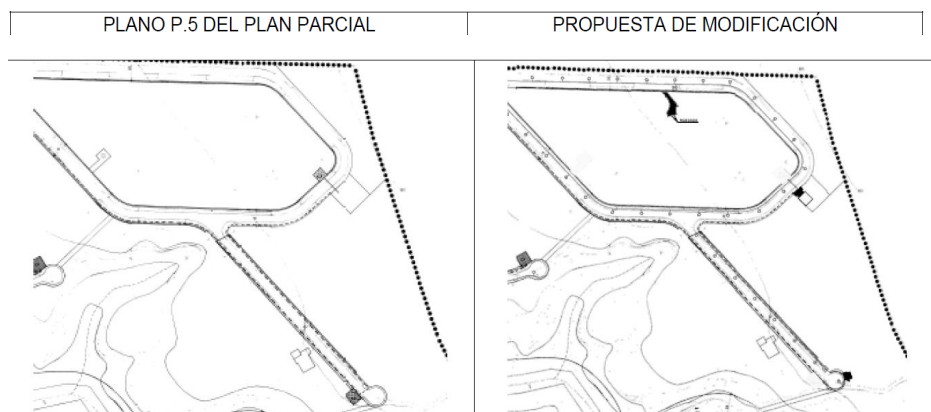 PLANO P.5 DEL PLAN PARCIAL
PROPUESTA DE MODIFICACIÓN